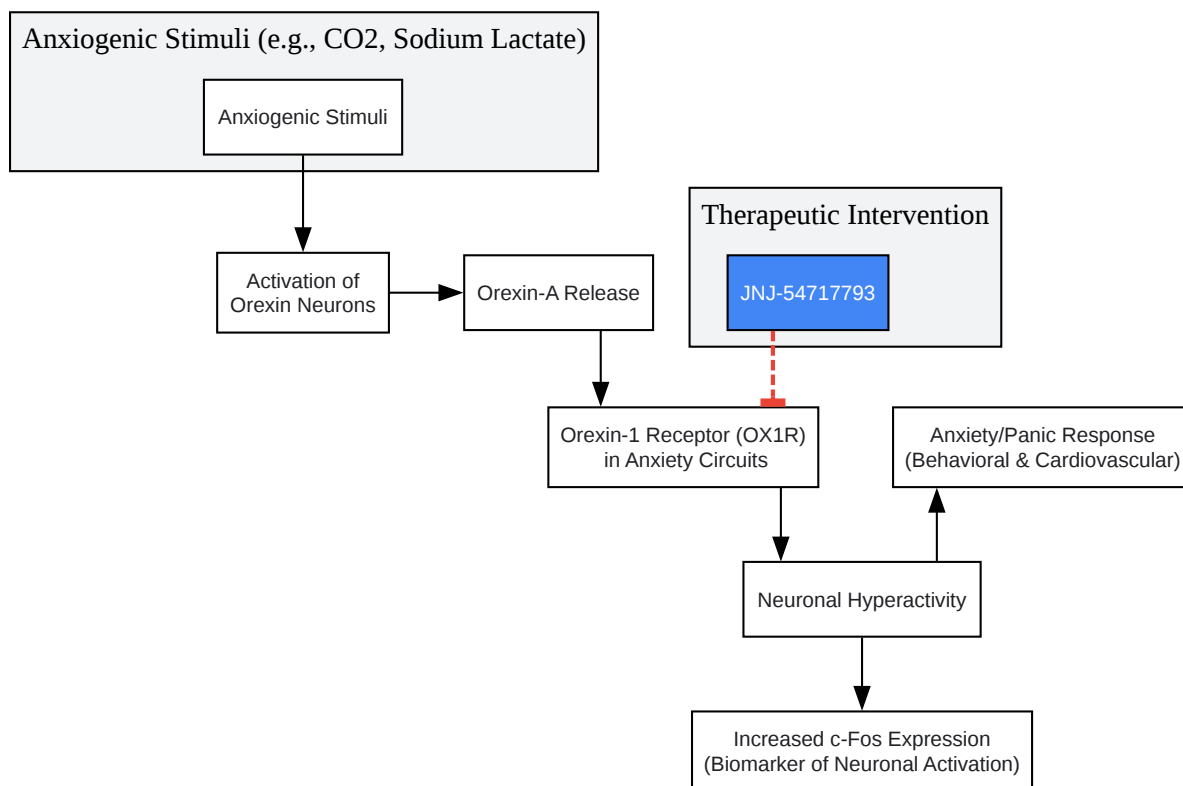 Anxiogenic Stimuli (e.g., CO2, Sodium Lactate)
Anxiogenic Stimuli
Therapeutic Intervention
JNJ-54717793
Activation of
Orexin Neurons
Orexin-A Release
Orexin-1 Receptor (OX1R)
in Anxiety Circuits
Anxiety/Panic Response
(Behavioral & Cardiovascular)
Neuronal Hyperactivity
Increased c-Fos Expression
(Biomarker of Neuronal Activation)